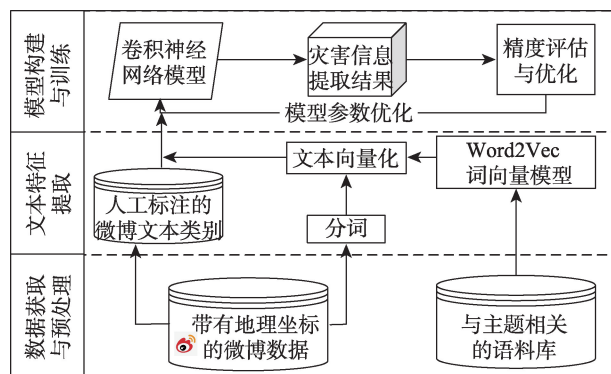 模型构建
与训练
卷积神经
网络模型
灾害信息
提取结果
精度评估
与优化
模型参数优化
文本特征
提取
文本向量化
Word2Vec
词向量模型
人工标注的
微博文本类别
分词
数据获取
与预处理
带有地理坐标
的微博数据
与主题相关
的语料库